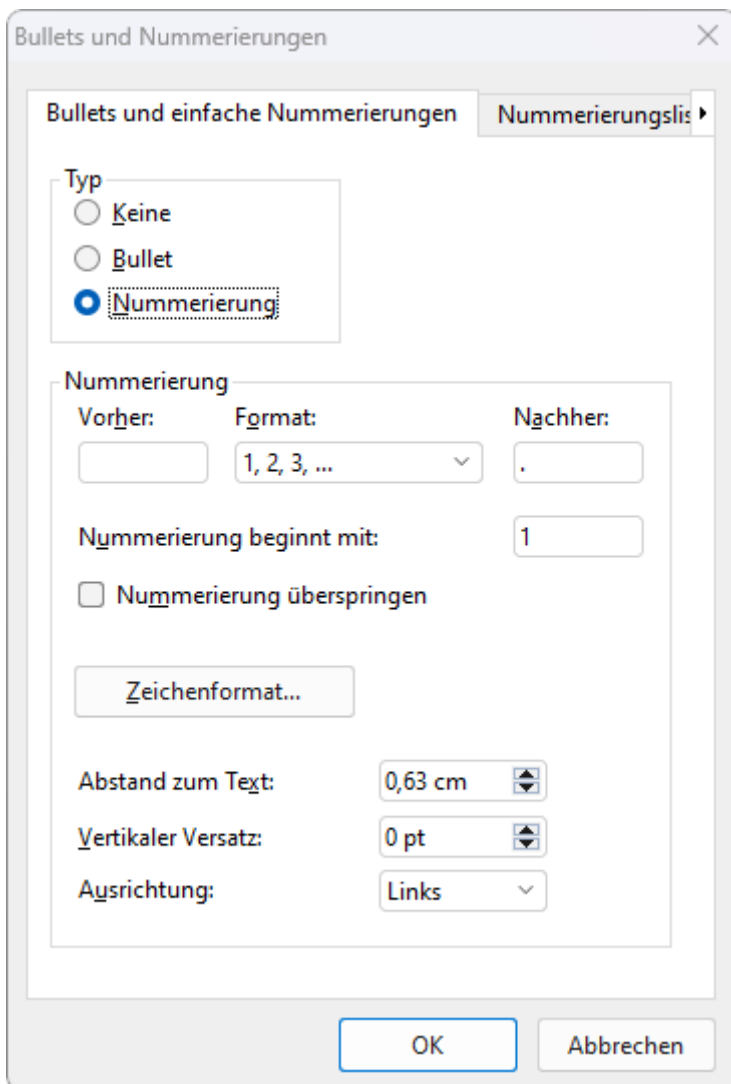 Bullets und Nummerierungen
Bullets und einfache Nummerierungen Nummerierungslis
Typ
Keine
Bullet
Nummerierung
Nummerierung
Vorher: Format: Nachher:
1, 2, 3, ... .
Nummerierung beginnt mit: 1
Nummerierung überspringen
Zeichenformat...
Abstand zum Text: 0,63 cm
Vertikaler Versatz: 0 pt
Ausrichtung: Links
OK Abbrechen